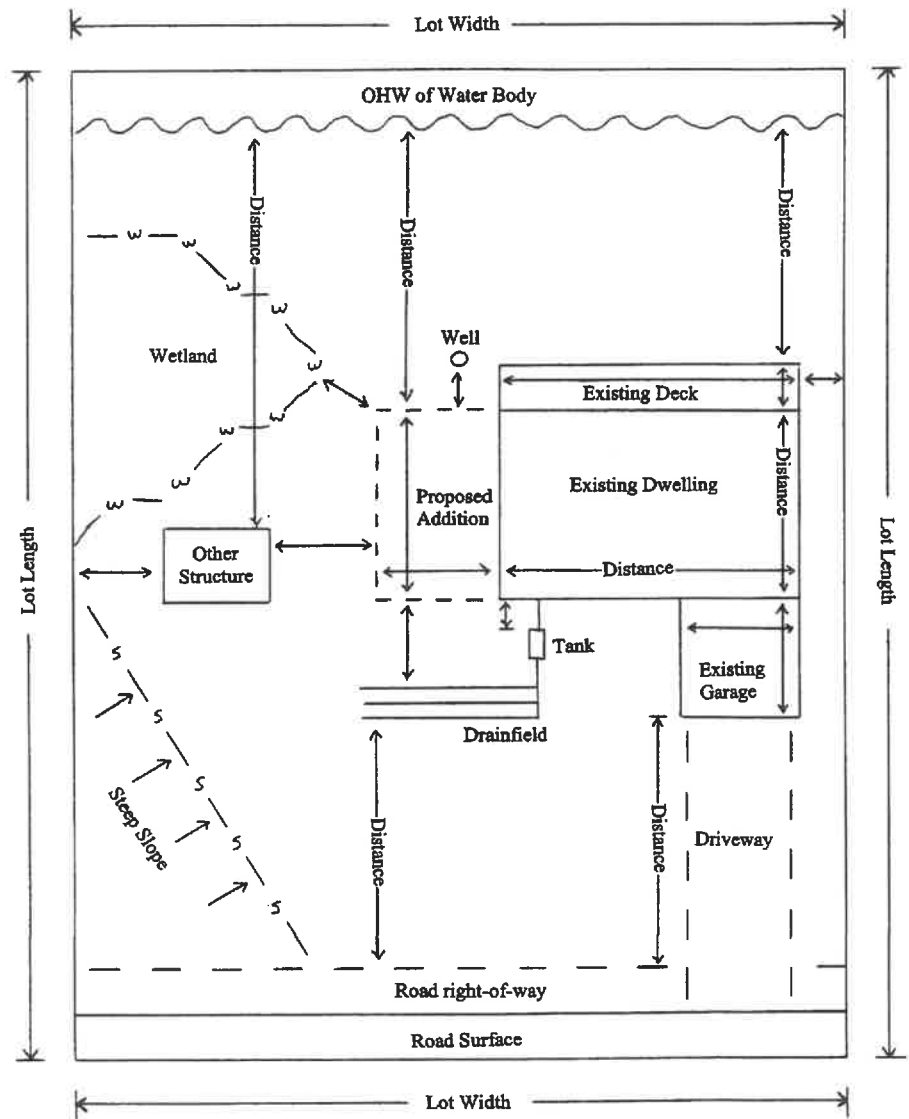 Lot Width
OHW of Water Body
Distance
Distance
Distance
Wetland
Well
Existing Deck
Existing Dwelling
Distance
Proposed
Addition
Distance
Other
Structure
Lot Length
Lot Length
Tank
Existing
Garage
Drainfield
Steep Slope
Distance
Distance
Driveway
Road right-of-way
Road Surface
Lot Width